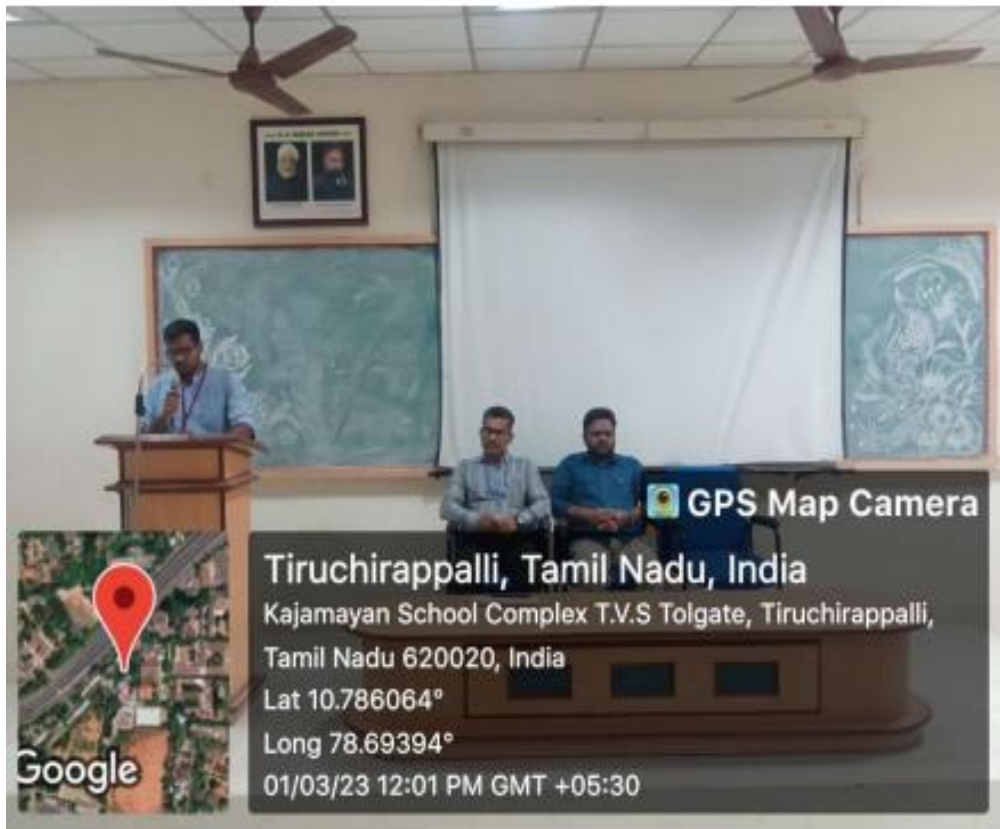 GPS Map Camera
Tiruchirappalli, Tamil Nadu, India
Kajamayan School Complex T.V.S Tolgate, Tiruchirappalli,
Tamil Nadu 620020, India
Lat 10.786064°
Long 78.69394°
01/03/23 12:01 PM GMT +05:30
Google